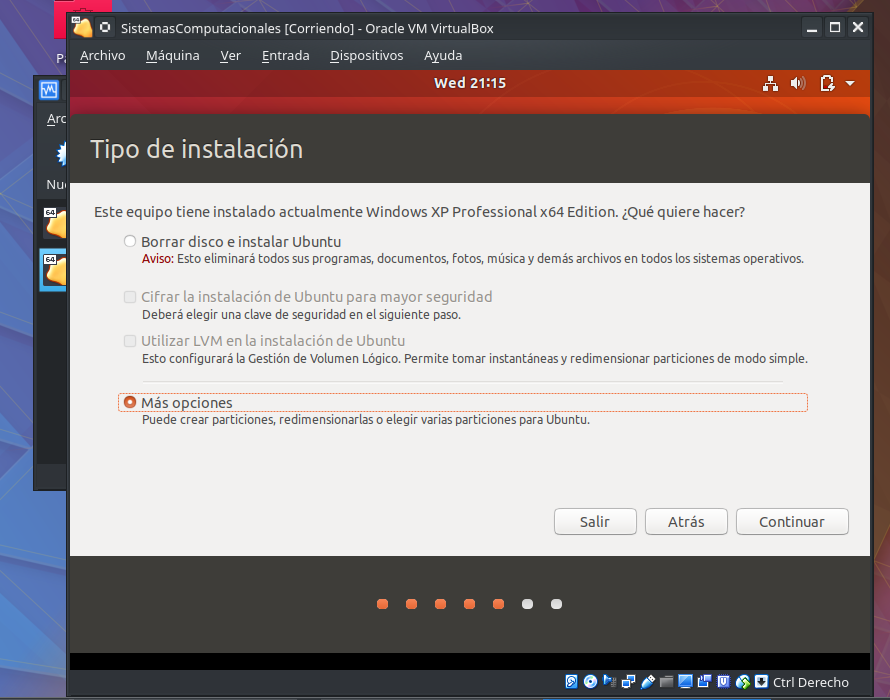 SistemasComputacionales [Corriendo] - Oracle VM VirtualBox
Archivo Máquina Ver Entrada Dispositivos Ayuda
Wed 21:15
Tipo de instalación
Este equipo tiene instalado actualmente Windows XP Professional x64 Edition. ¿Qué quiere hacer?
Borrar disco e instalar Ubuntu
Aviso: Esto eliminará todos sus programas, documentos, fotos, música y demás archivos en todos los sistemas operativos.
Cifrar la instalación de Ubuntu para mayor seguridad
Deberá elegir una clave de seguridad en el siguiente paso.
Utilizar LVM en la instalación de Ubuntu
Esto configurará la Gestión de Volumen Lógico. Permite tomar instantáneas y redimensionar particiones de modo simple.
Más opciones
Puede crear particiones, redimensionarlas o elegir varias particiones para Ubuntu.
Salir Atrás Continuar
Ctrl Derecho
64
64
64